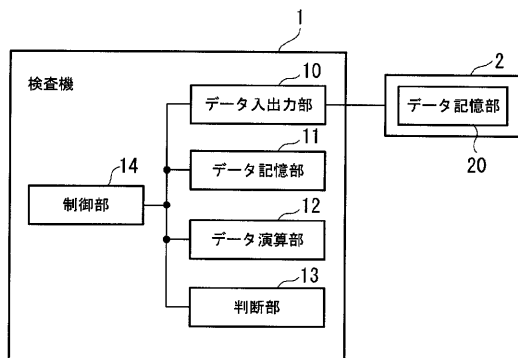 1
検査機
10
データ入出力部
2
データ記憶部
20
11
データ記憶部
14
制御部
12
データ演算部
13
判断部